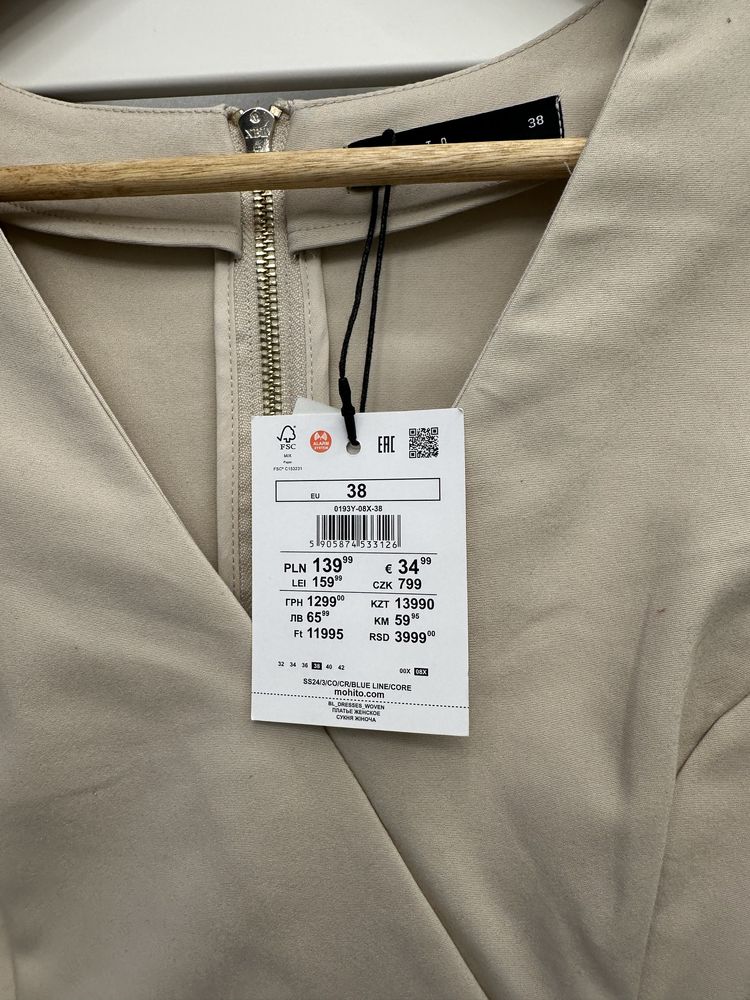 38
FSC
MIX
Paper
FSC® C153231
ALARM
SYSTEM
EAC
EU 38
0193Y-08X-38
5 905874 533126
PLN 139 99 € 34 99
LEI 159 99 CZK 799
ГРН 1299 00 KZT 13990
ЛВ 65 99 KM 59 95
Ft 11995 RSD 3999 00
32 34 36 38 40 42 00X 08X
SS24/3/CO/CR/BLUE LINE/CORE
mohito.com
BL_DRESSES_WOVEN
ПЛАТЬЕ ЖЕНСКОЕ
СУКНЯ ЖІНОЧА